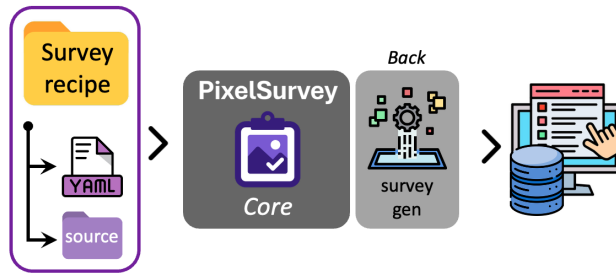 Survey
recipe
YAML
source
PixelSurvey
Core
Back
survey
gen